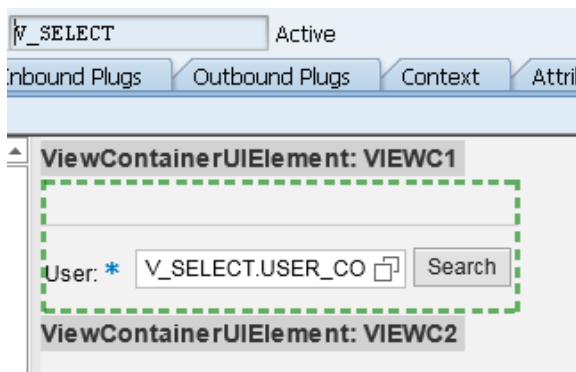 V_SELECT Active
Inbound Plugs Outbound Plugs Context
ViewContainerUIElement: VIEWC1
User: * V_SELECT.USER_CO Search
ViewContainerUIElement: VIEWC2